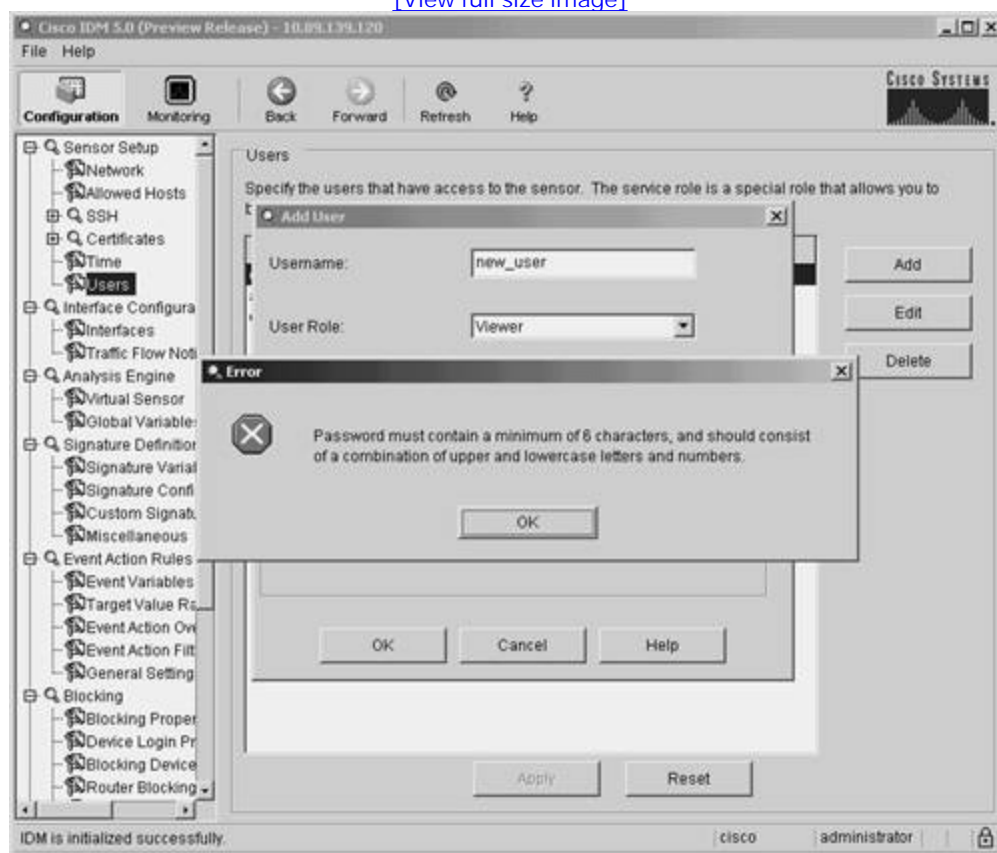 [View full size image]
Cisco IDM 5.0 (Preview Release) - 10.89.139.120
File Help
Configuration Monitoring Back Forward Refresh Help
CISCO SYSTEMS
Sensor Setup
Network
Allowed Hosts
SSH
Certificates
Time
Users
Interface Configura
Interfaces
Traffic Flow Noti
Analysis Engine
Virtual Sensor
Global Variable
Signature Definition
Signature Varial
Signature Confi
Custom Signatu
Miscellaneous
Event Action Rules
Event Variables
Target Value Ra
Event Action Ove
Event Action Filt
General Setting
Blocking
Blocking Proper
Device Login Pr
Blocking Device
Router Blocking
Users
Specify the users that have access to the sensor. The service role is a special role that allows you to
Add User
Username: new_user
User Role: Viewer
Add
Edit
Delete
Error
Password must contain a minimum of 6 characters, and should consist
of a combination of upper and lowercase letters and numbers.
OK
OK Cancel Help
Apply Reset
IDM is initialized successfully. cisco administrator